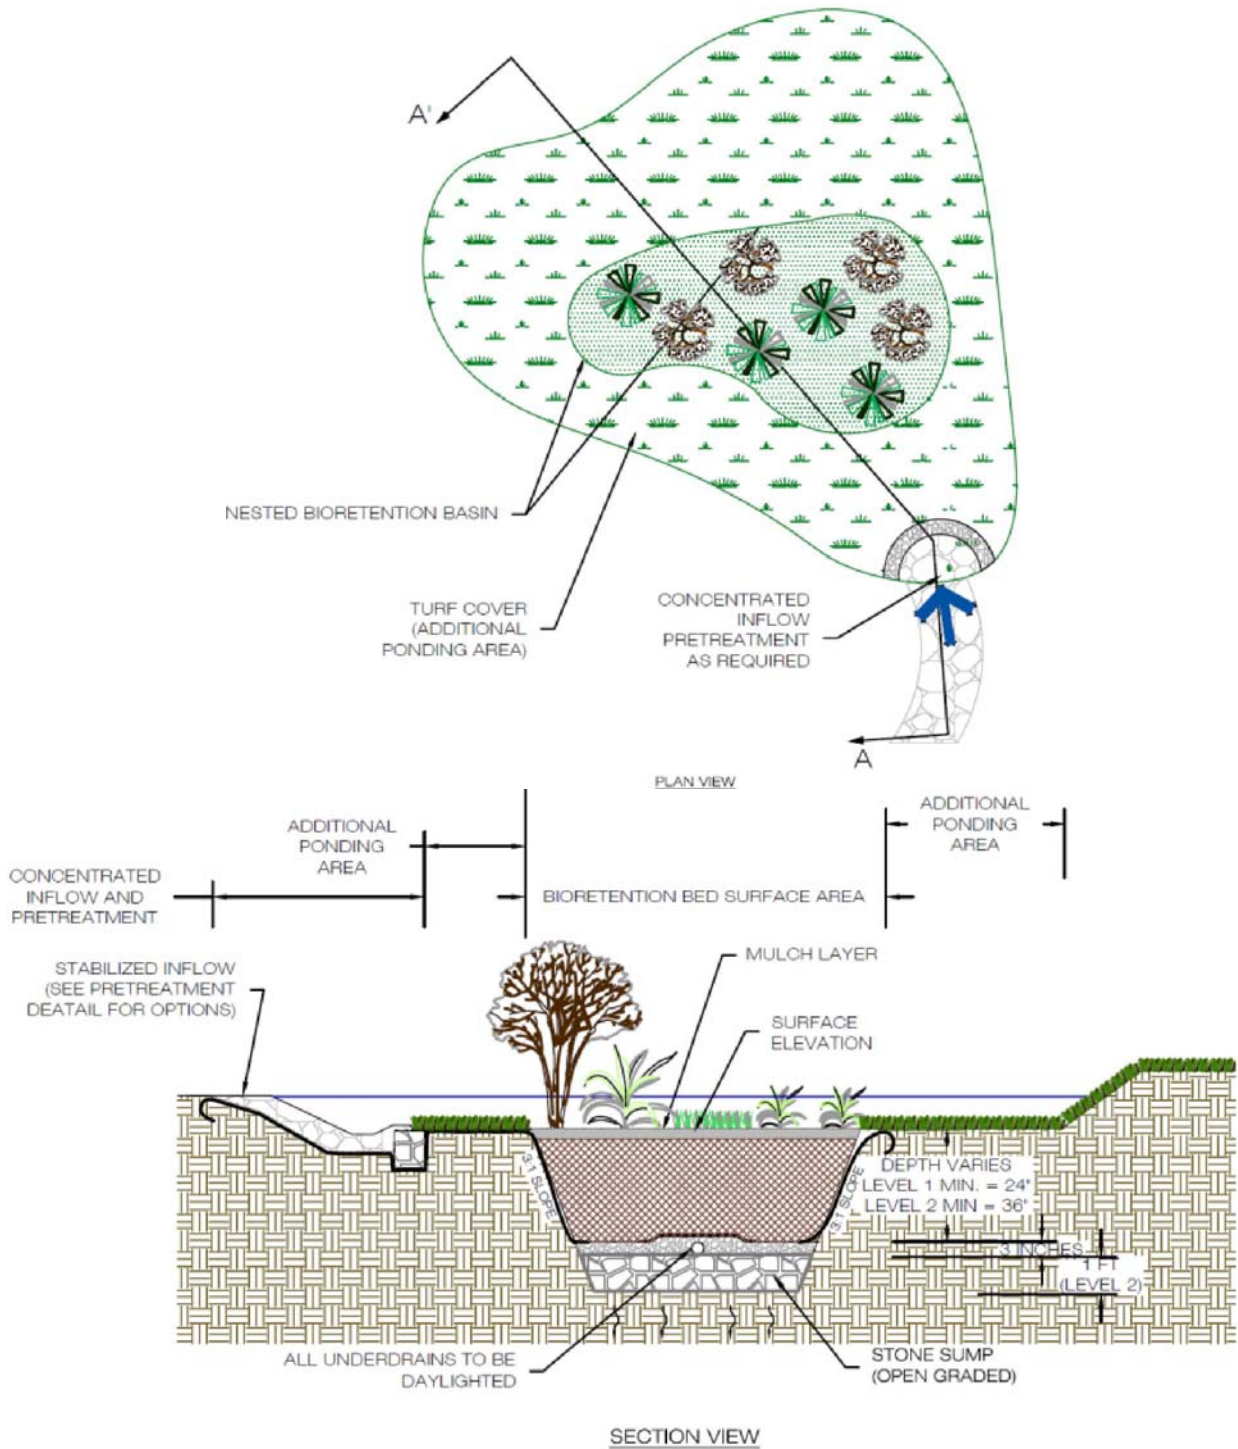 A'
NESTED BIORETENTION BASIN
TURF COVER
(ADDITIONAL
PONDING AREA)
CONCENTRATED
INFLOW
PRETREATMENT
AS REQUIRED
A
PLAN VIEW
ADDITIONAL
PONDING
AREA
ADDITIONAL
PONDING
AREA
CONCENTRATED
INFLOW AND
PRETREATMENT
BIORETENTION BED SURFACE AREA
STABILIZED INFLOW
(SEE PRETREATMENT
DEATAIL FOR OPTIONS)
MULCH LAYER
SURFACE
ELEVATION
3:1 SLOPE
3:1 SLOPE
DEPTH VARIES
LEVEL 1 MIN. = 24"
LEVEL 2 MIN = 36"
3 INCHES
1 FT
(LEVEL 2)
ALL UNDERDRAINS TO BE
DAYLIGHTED
STONE SUMP
(OPEN GRADED)
SECTION VIEW